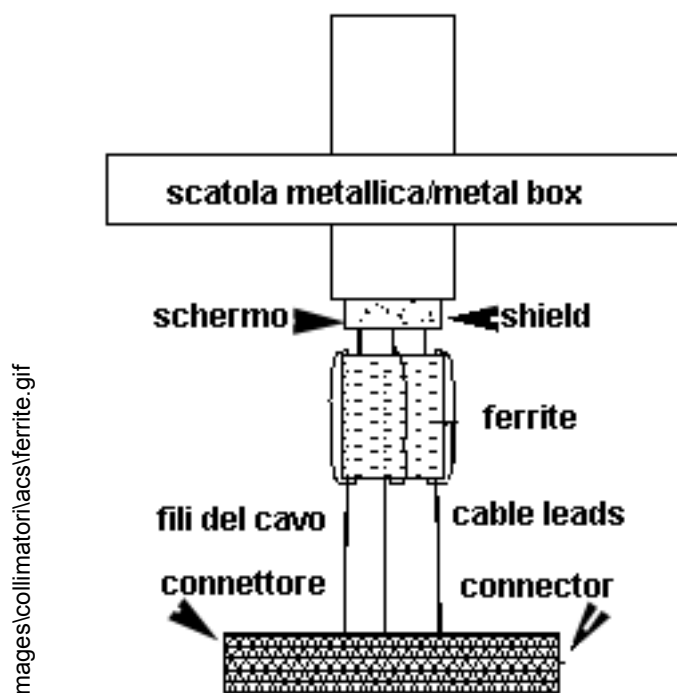 scatola metallica/metal box
schermo
shield
ferrite
fili del cavo
cable leads
connettore
connector
mages\collimatori\acs\ferrite.gif